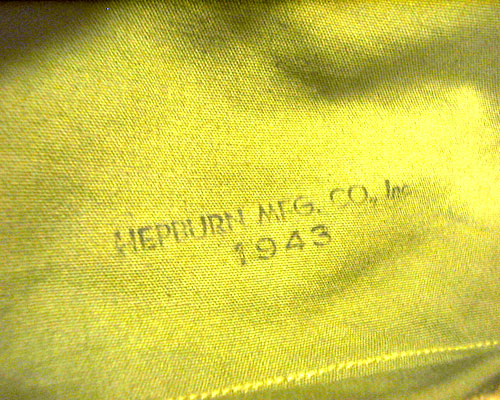 HEPBURN MFG. CO., Inc.
1943